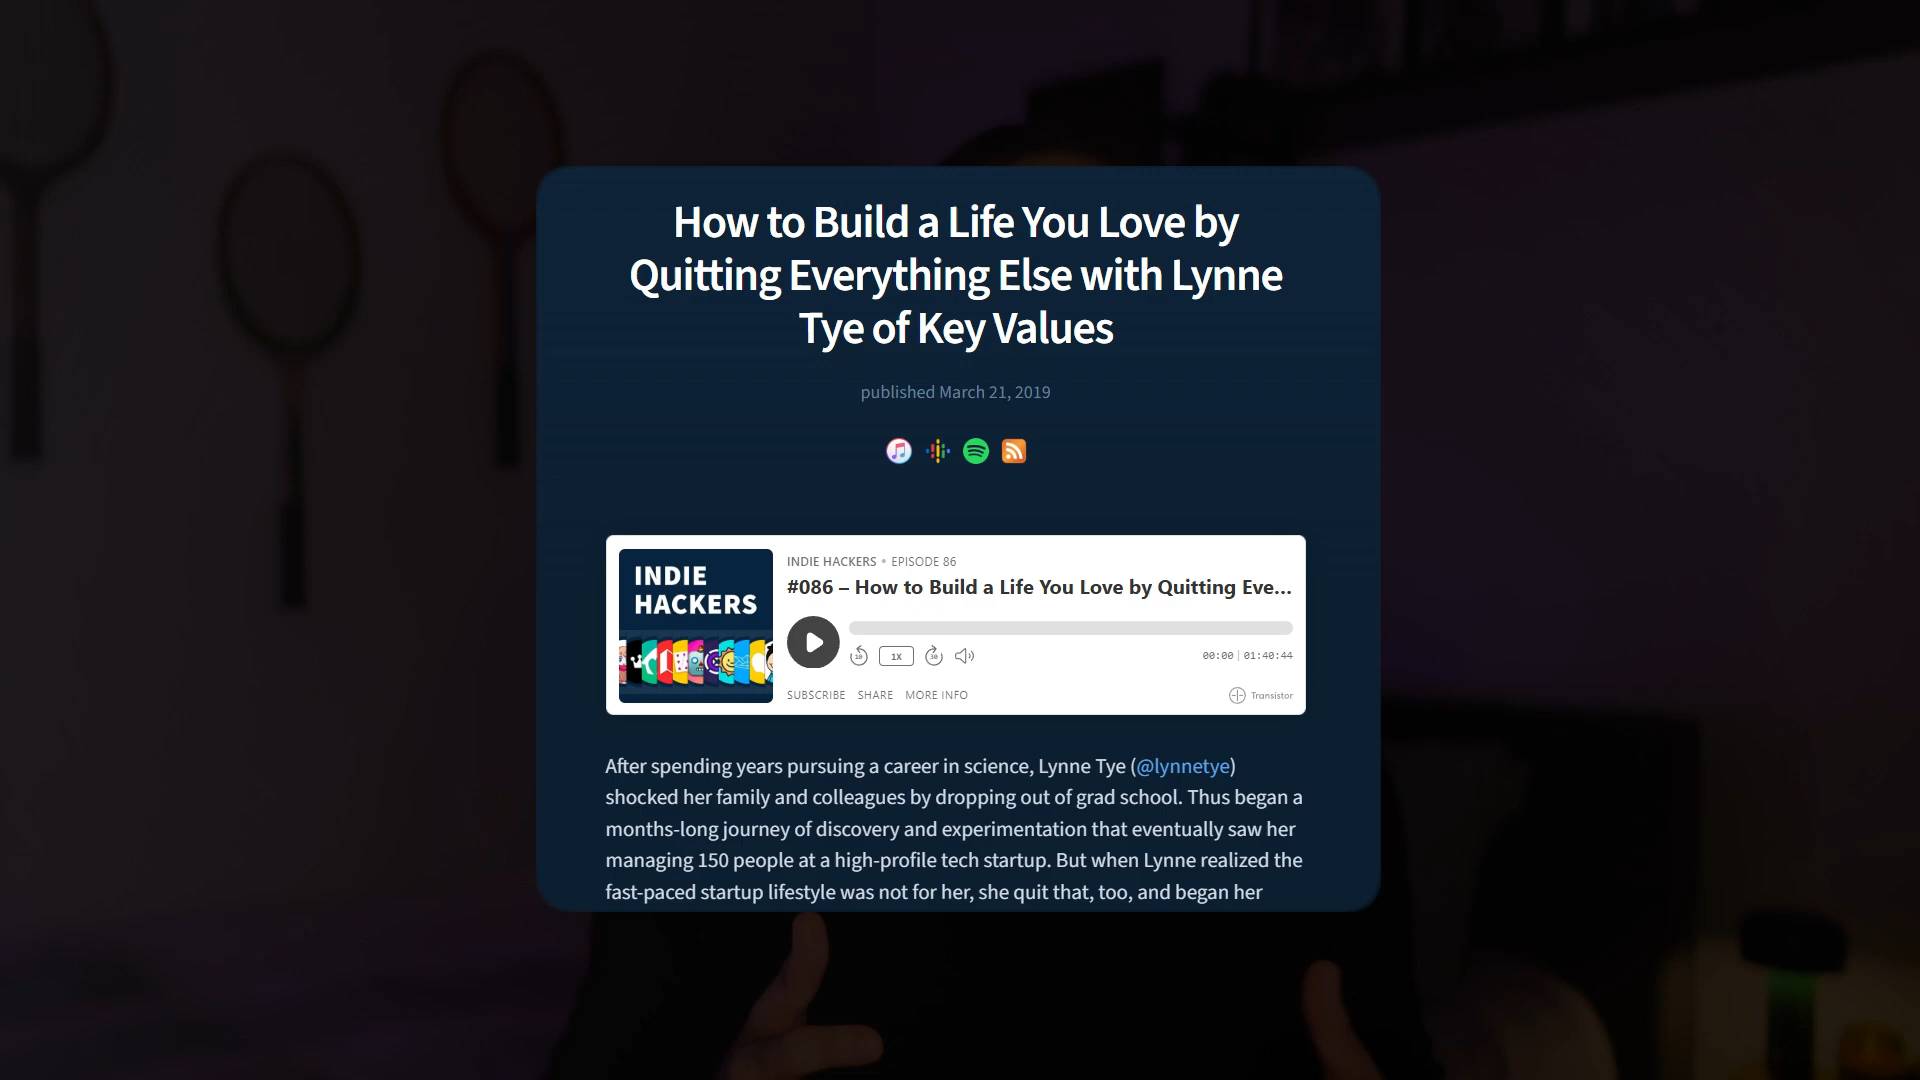 How to Build a Life You Love by
Quitting Everything Else with Lynne
Tye of Key Values
published March 21, 2019
INDIE
HACKERS
INDIE HACKERS • EPISODE 86
#086 – How to Build a Life You Love by Quitting Eve...
10
1X
30
00:00 | 01:40:44
SUBSCRIBE SHARE MORE INFO
Transistor
After spending years pursuing a career in science, Lynne Tye (@lynnetye)
shocked her family and colleagues by dropping out of grad school. Thus began a
months-long journey of discovery and experimentation that eventually saw her
managing 150 people at a high-profile tech startup. But when Lynne realized the
fast-paced startup lifestyle was not for her, she quit that, too, and began her